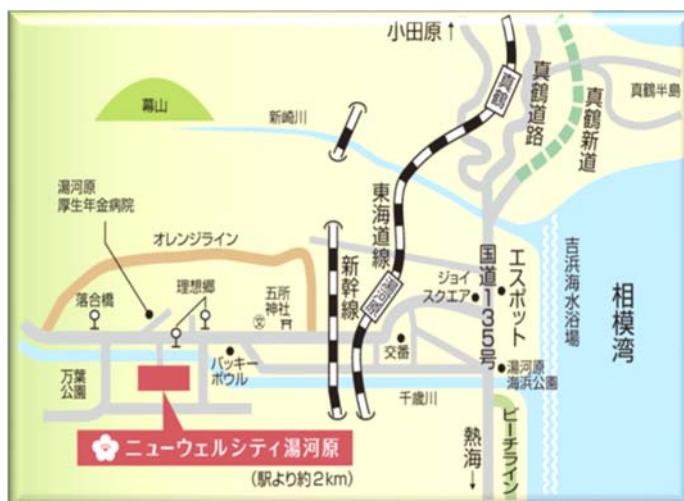 小田原↑
真鶴
真鶴道路
真鶴新道
真鶴半島
幕山
新崎川
湯河原
厚生年金病院
オレンジライン
東海道線
新幹線
落合橋
理想郷
五所
神社
湯河原
ジョイ
スクエア
国道135号
エスポット
吉浜海水浴場
相模湾
交番
バッキー
ボウル
万葉
公園
千歳川
湯河原
海浜公園
ビーチライン
熱海↓
ニューウェルシティ湯河原
(駅より約2km)